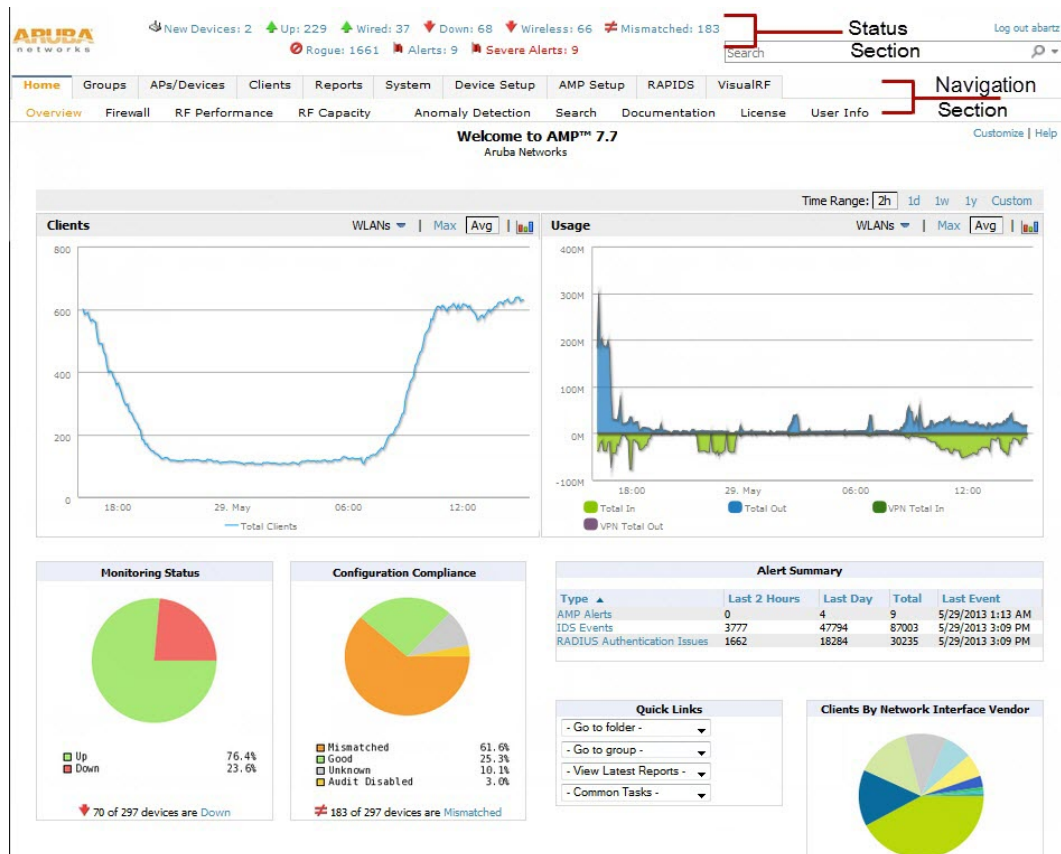 ARUBA
networks
New Devices: 2 Up: 229 Wired: 37 Down: 68 Wireless: 66 Mismatched: 183
Rogue: 1661 Alerts: 9 Severe Alerts: 9
Status
Section
Log out abartz
Search
Home Groups APs/Devices Clients Reports System Device Setup AMP Setup RAPIDS VisualRF
Overview Firewall RF Performance RF Capacity Anomaly Detection Search Documentation License User Info
Navigation
Section
Welcome to AMP™ 7.7
Aruba Networks
Customize | Help
Time Range: 2h 1d 1w 1y Custom
Clients WLANs | Max Avg |
800
600
400
200
0
18:00 29. May 06:00 12:00
Total Clients
Usage WLANs | Max Avg |
400M
300M
200M
100M
0M
-100M
18:00 29. May 06:00 12:00
Total In Total Out VPN Total In
VPN Total Out
Monitoring Status
Up 76.4%
Down 23.6%
70 of 297 devices are Down
Configuration Compliance
Mismatched 61.6%
Good 25.3%
Unknown 10.1%
Audit Disabled 3.0%
183 of 297 devices are Mismatched
Alert Summary
Type Last 2 Hours Last Day Total Last Event
AMP Alerts 0 4 9 5/29/2013 1:13 AM
IDS Events 3777 47794 87003 5/29/2013 3:09 PM
RADIUS Authentication Issues 1662 18284 30235 5/29/2013 3:09 PM
Quick Links
- Go to folder -
- Go to group -
- View Latest Reports -
- Common Tasks -
Clients By Network Interface Vendor